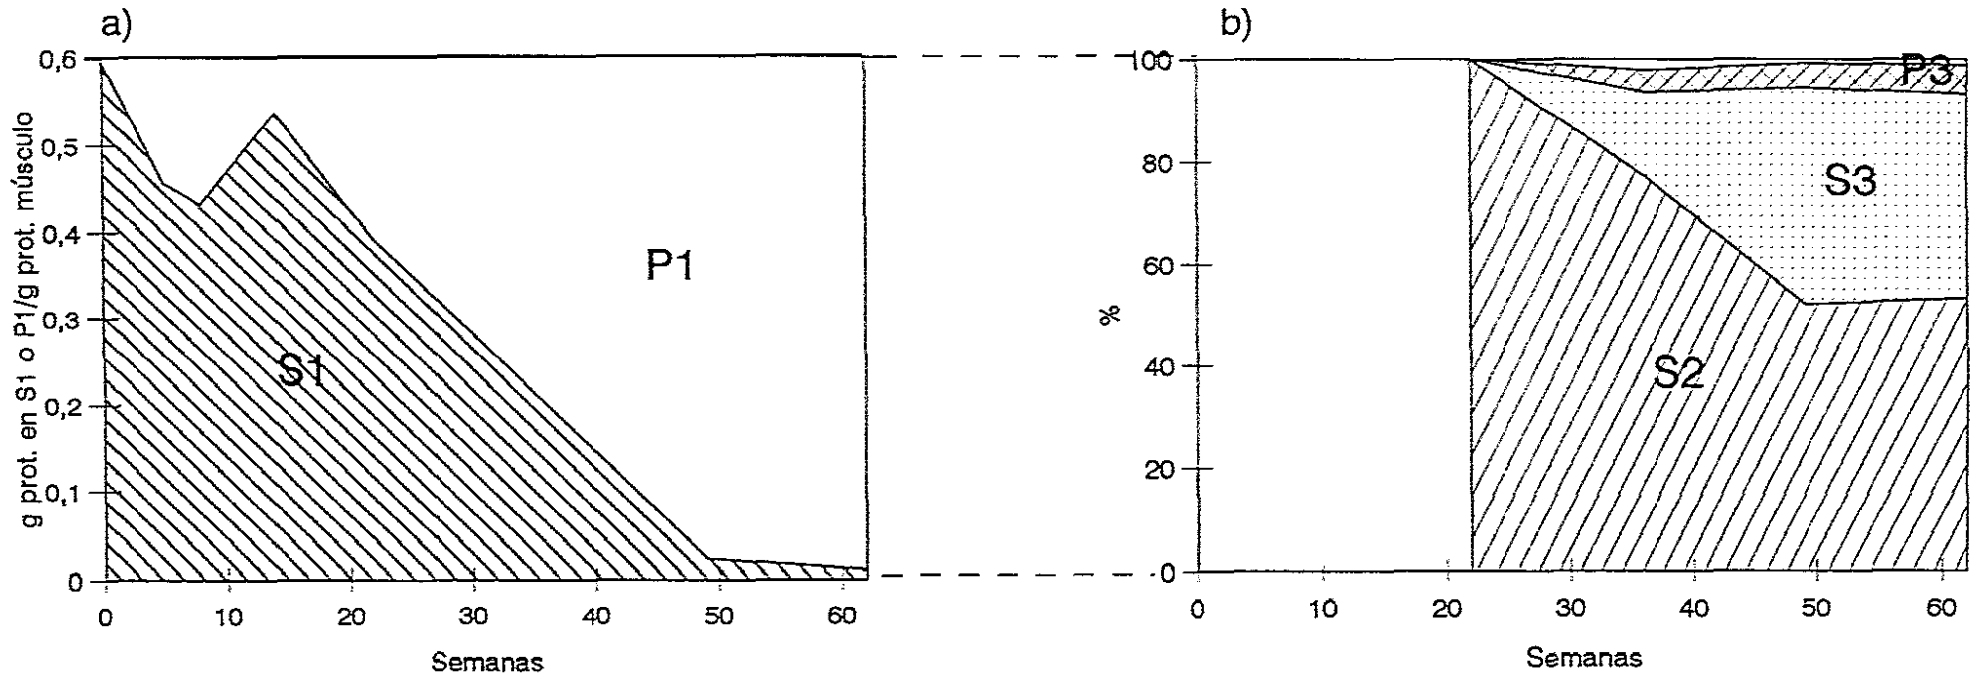 a)
g prot. en S1 o P1/g prot. músculo
0,6
0,5
0,4
0,3
0,2
0,1
0
S1
P1
0 10 20 30 40 50 60
Semanas
b)
%
100
80
60
40
20
0
P3
S3
S2
0 10 20 30 40 50 60
Semanas